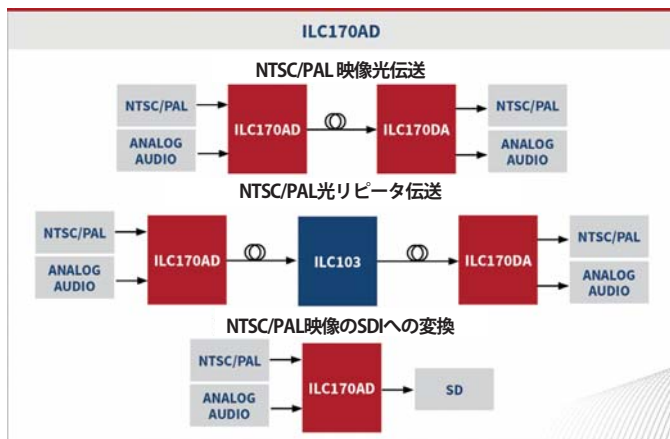 ILC170AD
NTSC/PAL 映像光伝送
NTSC/PAL
ANALOG
AUDIO
ILC170AD
ILC170DA
NTSC/PAL
ANALOG
AUDIO
NTSC/PAL光リピータ伝送
NTSC/PAL
ANALOG
AUDIO
ILC170AD
ILC103
ILC170DA
NTSC/PAL
ANALOG
AUDIO
NTSC/PAL映像のSDIへの変換
NTSC/PAL
ANALOG
AUDIO
ILC170AD
SD